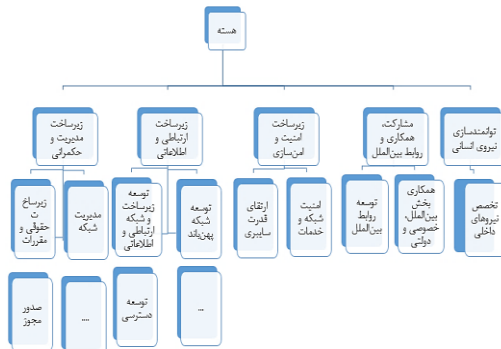 هسته
توانمندسازی
نیروی انسانی
مشارکت،
همکاری و
روابط بین‌الملل
زیرساخت
امنیت و
امن‌سازی
زیرساخت
ارتباطی و
اطلاعاتی
زیرساخت
مدیریت و
حکمرانی
تخصص
نیروهای
داخلی
همکاری
بخش
بین‌الملل،
خصوصی و
دولتی
توسعه
روابط
بین‌الملل
امنیت
شبکه و
خدمات
ارتقای
قدرت
سایبری
توسعه
شبکه
پهن‌باند
توسعه
زیرساخت
ارتباطی
و شبکه
اطلاعاتی
مدیریت
شبکه
زیرساخ
ت
حقوقی و
مقررات
...
توسعه
دسترسی
....
صدور
مجوز